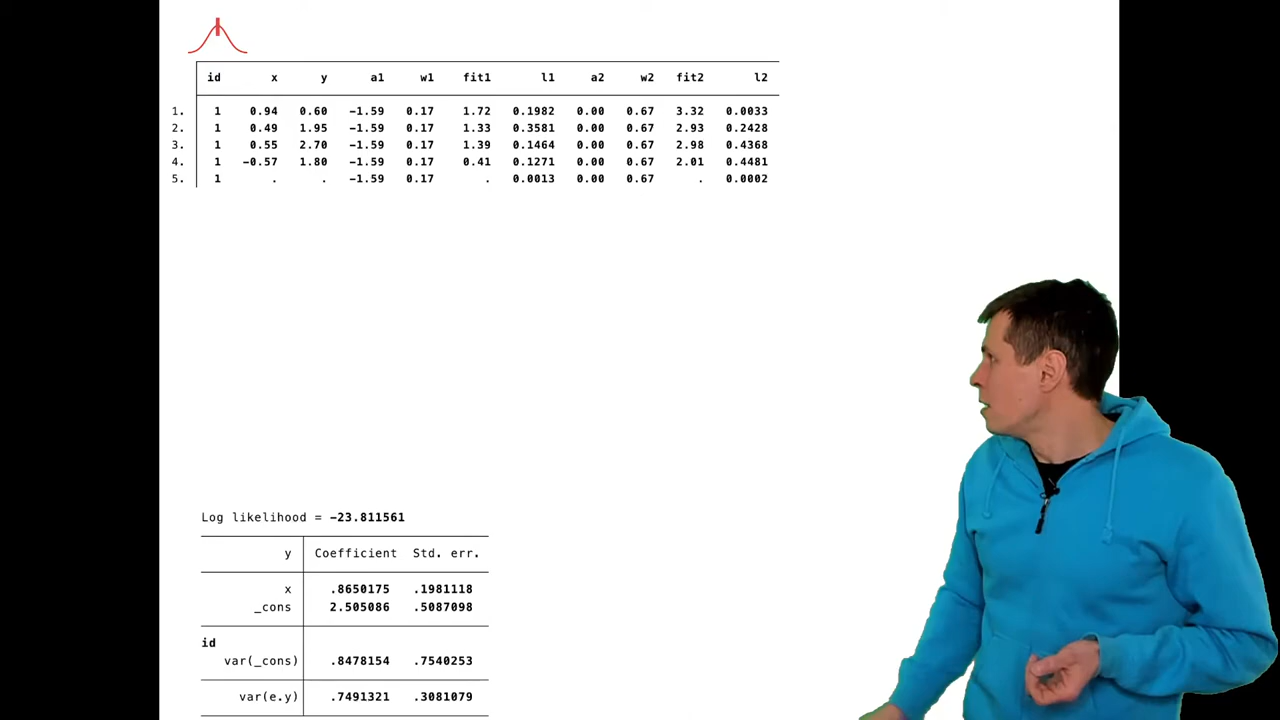 id x y a1 w1 fit1 l1 a2 w2 fit2 l2
1. 1 0.94 0.60 −1.59 0.17 1.72 0.1982 0.00 0.67 3.32 0.0033
2. 1 0.49 1.95 −1.59 0.17 1.33 0.3581 0.00 0.67 2.93 0.2428
3. 1 0.55 2.70 −1.59 0.17 1.39 0.1464 0.00 0.67 2.98 0.4368
4. 1 −0.57 1.80 −1.59 0.17 0.41 0.1271 0.00 0.67 2.01 0.4481
5. 1 . . −1.59 0.17 . 0.0013 0.00 0.67 . 0.0002
Log likelihood = −23.811561
y Coefficient Std. err.
x .8650175 .1981118
_cons 2.505086 .5087098
id
var(_cons) .8478154 .7540253
var(e.y) .7491321 .3081079